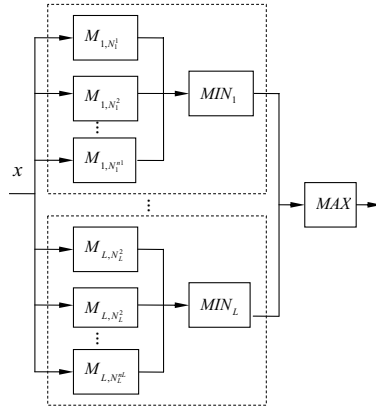 M_{1,N_1^1}
M_{1,N_1^2}
⋮
M_{1,N_1^{n1}}
MIN_1
x
⋮
MAX
M_{L,N_L^2}
M_{L,N_L^2}
⋮
M_{L,N_L^{nL}}
MIN_L